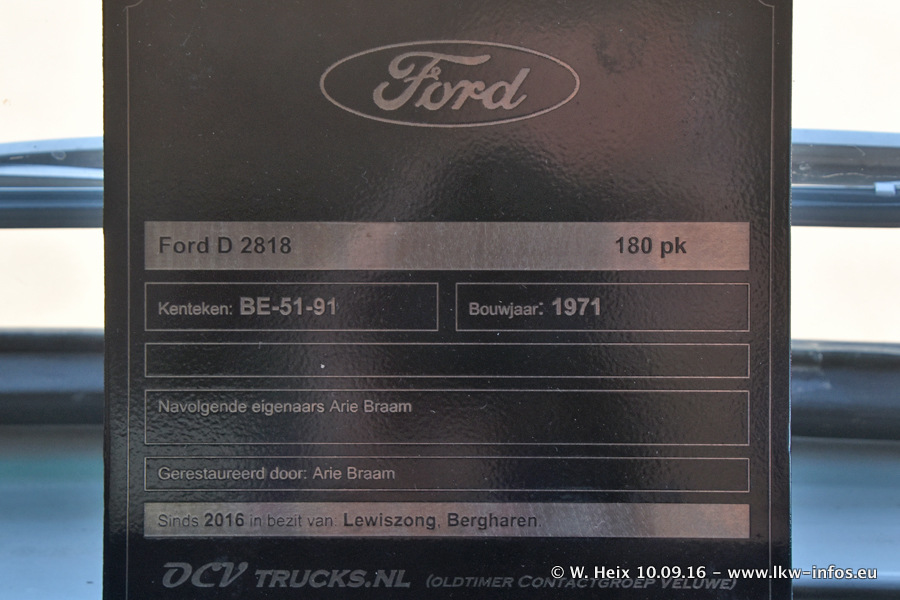 Ford
Ford D 2818 180 pk
Kenteken: BE-51-91 Bouwjaar: 1971
Navolgende eigenaars Arie Braam
Gerestaureerd door: Arie Braam
Sinds 2016 in bezit van: Lewiszong, Bergharen.
OCV TRUCKS.NL (OLDTIMER CONTACTGROEP VELUWE)
© W. Heix 10.09.16 – www.lkw-infos.eu